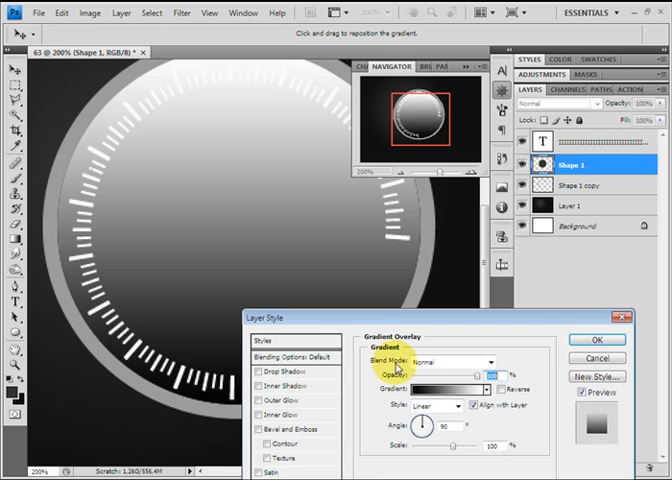 Ps File Edit Image Layer Select Filter Analysis View Window Help 100% ESSENTIALS
Click and drag to reposition the gradient.
63 @ 200% (Shape 1, RGB/8) *
NAVIGATOR
200%
STYLES COLOR SWATCHES
ADJUSTMENTS MASKS
LAYERS CHANNELS PATHS ACTION
Normal Opacity: 100%
Lock: Fill: 100%
T
Shape 1
Shape 1 copy
Layer 1
Background
Layer Style
Styles
Blending Options: Default
Drop Shadow
Inner Shadow
Outer Glow
Inner Glow
Bevel and Emboss
Contour
Texture
Satin
Gradient Overlay
Gradient
Blend Mode: Normal
Opacity: 100 %
Gradient: Reverse
Style: Linear Align with Layer
Angle: 90 °
Scale: 100 %
OK
Cancel
New Style...
Preview
200% Scratch: 1.26G/556.4M